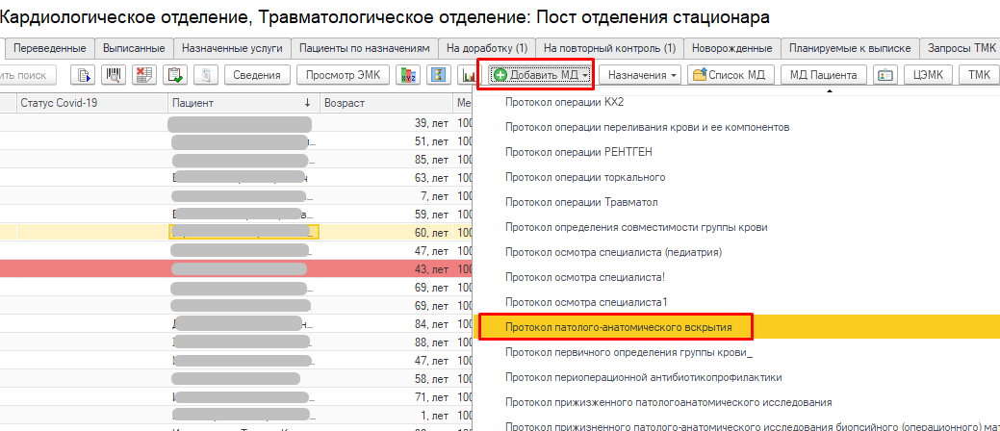 Кардиологическое отделение, Травматологическое отделение: Пост отделения стационара
Переведенные Выписанные Назначенные услуги Пациенты по назначениям На доработку (1) На повторный контроль (1) Новорожденные Планируемые к выписке Запросы ТМК
ить поиск Сведения Просмотр ЭМК Добавить МД Назначения Список МД МД Пациента ЦЭМК ТМК
Статус Covid-19 Пациент ↓ Возраст Ме
39, лет 100
51, лет 100
85, лет 100
63, лет 100
7, лет 100
59, лет 100
60, лет 100
47, лет 100
43, лет 100
69, лет 100
69, лет 100
84, лет 100
88, лет 100
47, лет 100
58, лет 100
71, лет 100
1, лет 100
Протокол операции КХ2
Протокол операции переливания крови и ее компонентов
Протокол операции РЕНТГЕН
Протокол операции торкального
Протокол операции Травматол
Протокол определения совместимости группы крови
Протокол осмотра специалиста (педиатрия)
Протокол осмотра специалиста!
Протокол осмотра специалиста1
Протокол патолого-анатомического вскрытия
Протокол первичного определения группы крови_
Протокол периоперационной антибиотикопрофилактики
Протокол прижизженного патологоанатомического исследования
Протокол прижизненного патолого-анатомического исследования биопсийного (операционного) мат